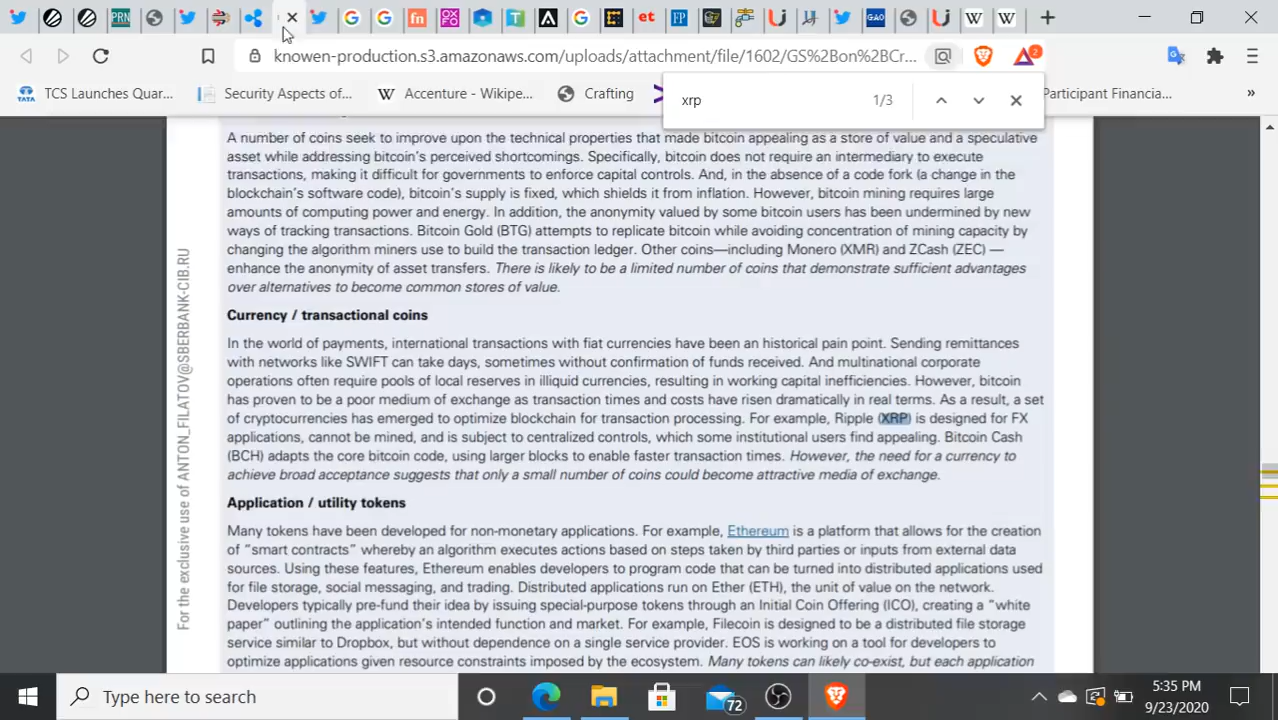 PRN
fn
OX
FO
T
et
FP
GAO
W
W
2
knowen-production.s3.amazonaws.com/uploads/attachment/file/1602/GS%2Bon%2BCr...
TATA TCS Launches Quar...
Security Aspects of...
W Accenture - Wikipe...
Crafting
Participant Financia...
»
xrp 1/3
A number of coins seek to improve upon the technical properties that made bitcoin appealing as a store of value and a speculative
asset while addressing bitcoin's perceived shortcomings. Specifically, bitcoin does not require an intermediary to execute
transactions, making it difficult for governments to enforce capital controls. And, in the absence of a code fork (a change in the
blockchain's software code), bitcoin's supply is fixed, which shields it from inflation. However, bitcoin mining requires large
amounts of computing power and energy. In addition, the anonymity valued by some bitcoin users has been undermined by new
ways of tracking transactions. Bitcoin Gold (BTG) attempts to replicate bitcoin while avoiding concentration of mining capacity by
changing the algorithm miners use to build the transaction ledger. Other coins—including Monero (XMR) and ZCash (ZEC) —
enhance the anonymity of asset transfers. There is likely to be a limited number of coins that demonstrate sufficient advantages
over alternatives to become common stores of value.
Currency / transactional coins
In the world of payments, international transactions with fiat currencies have been an historical pain point. Sending remittances
with networks like SWIFT can take days, sometimes without confirmation of funds received. And multinational corporate
operations often require pools of local reserves in illiquid currencies, resulting in working capital inefficiencies. However, bitcoin
has proven to be a poor medium of exchange as transaction times and costs have risen dramatically in real terms. As a result, a set
of cryptocurrencies has emerged to optimize blockchain for transaction processing. For example, Ripple (XRP) is designed for FX
applications, cannot be mined, and is subject to centralized controls, which some institutional users find appealing. Bitcoin Cash
(BCH) adapts the core bitcoin code, using larger blocks to enable faster transaction times. However, the need for a currency to
achieve broad acceptance suggests that only a small number of coins could become attractive media of exchange.
Application / utility tokens
Many tokens have been developed for non-monetary applications. For example, Ethereum is a platform that allows for the creation
of "smart contracts" whereby an algorithm executes actions based on steps taken by third parties or inputs from external data
sources. Using these features, Ethereum enables developers to program code that can be turned into distributed applications used
for file storage, social messaging, and trading. Distributed applications run on Ether (ETH), the unit of value on the network.
Developers typically pre-fund their idea by issuing special-purpose tokens through an Initial Coin Offering (ICO), creating a "white
paper" outlining the application's intended function and market. For example, Filecoin is designed to be a distributed file storage
service similar to Dropbox, but without dependence on a single service provider. EOS is working on a tool for developers to
optimize applications given resource constraints imposed by the ecosystem. Many tokens can likely co-exist, but each application
For the exclusive use of ANTON_FILATOV@SBERBANK-CIB.RU
Type here to search
72
5:35 PM
9/23/2020